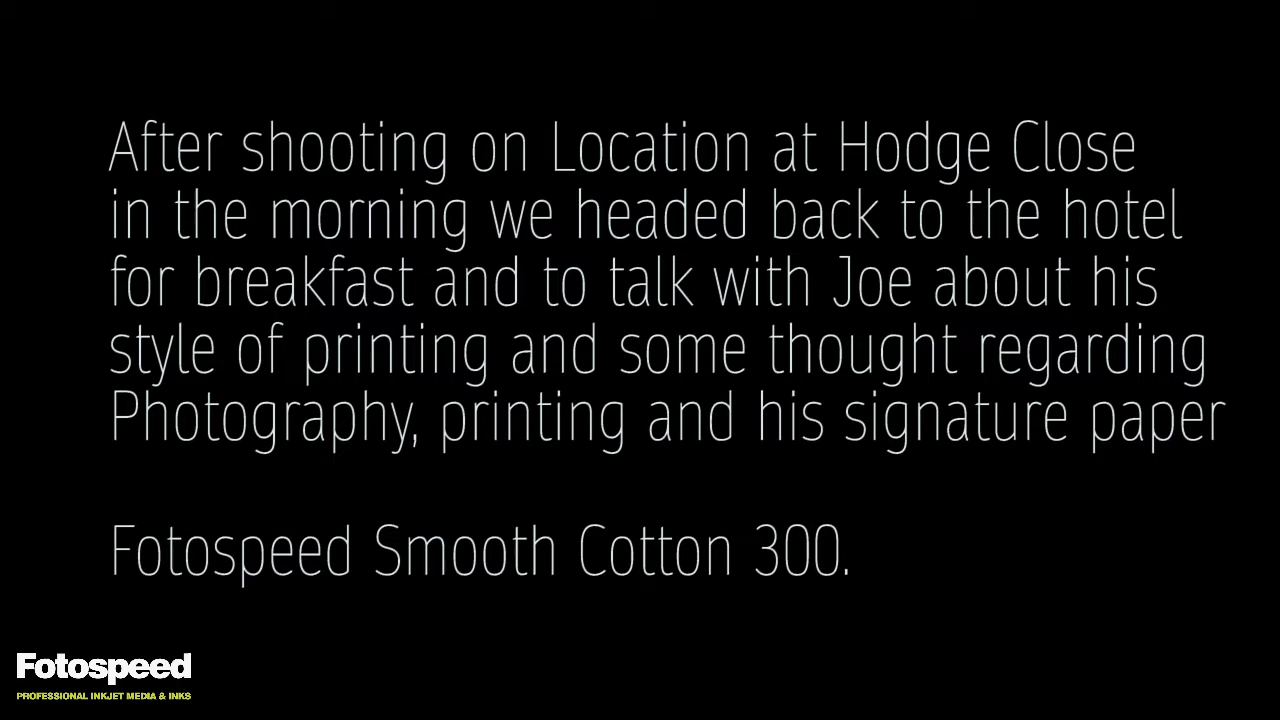 After shooting on Location at Hodge Close
in the morning we headed back to the hotel
for breakfast and to talk with Joe about his
style of printing and some thought regarding
Photography, printing and his signature paper
Fotospeed Smooth Cotton 300.
Fotospeed
PROFESSIONAL INKJET MEDIA & INKS